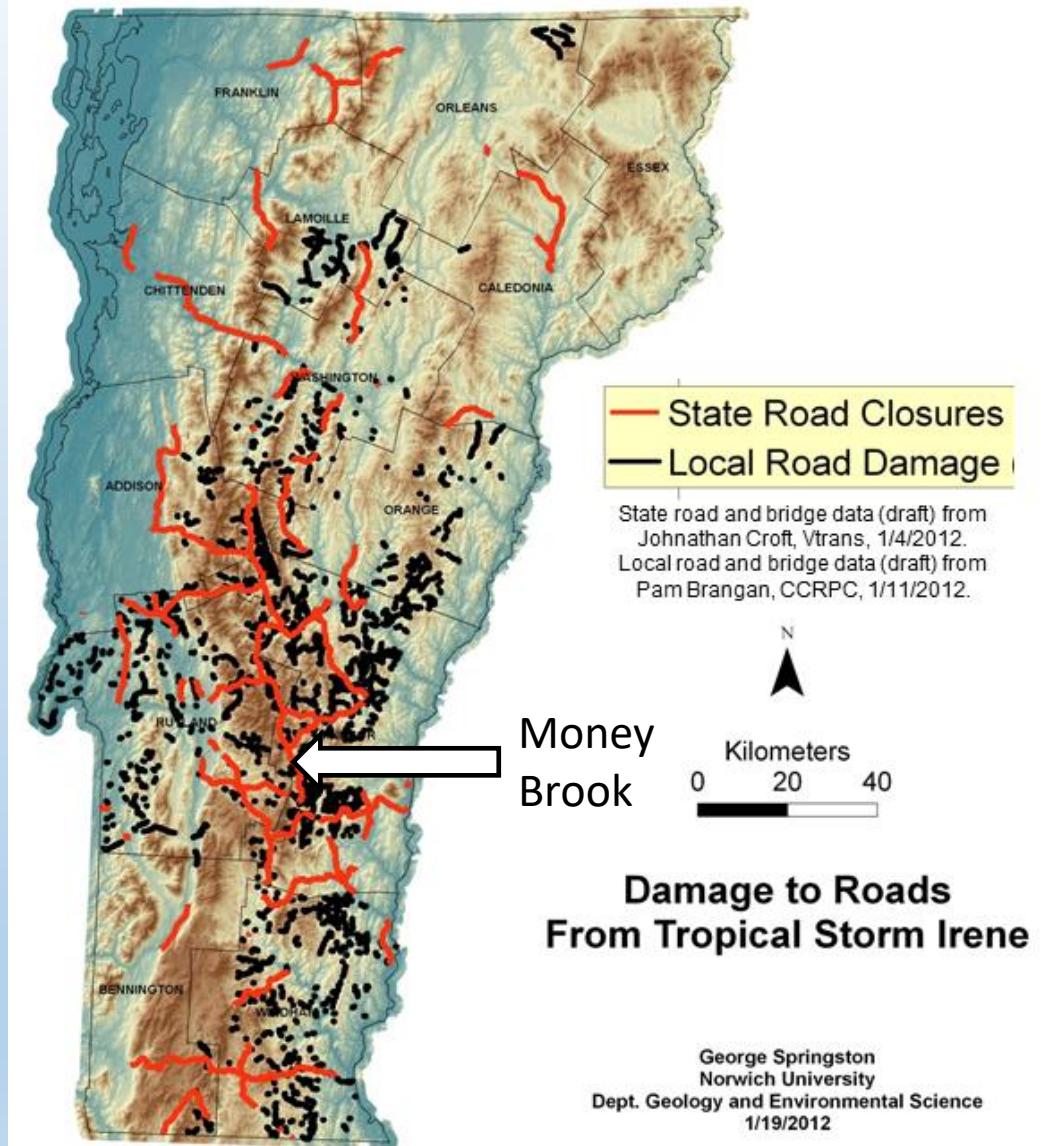 FRANKLIN
ORLEANS
ESSEX
LAMOILLE
CHITTENDEN
CALEDONIA
WASHINGTON
ADDISON
ORANGE
State Road Closures
Local Road Damage
State road and bridge data (draft) from
Johnathan Croft, Vtrans, 1/4/2012.
Local road and bridge data (draft) from
Pam Brangan, CCRPC, 1/11/2012.
N
RUTLAND
Money
Brook
Kilometers
0 20 40
Damage to Roads
From Tropical Storm Irene
BENNINGTON
WINDHAM
George Springston
Norwich University
Dept. Geology and Environmental Science
1/19/2012